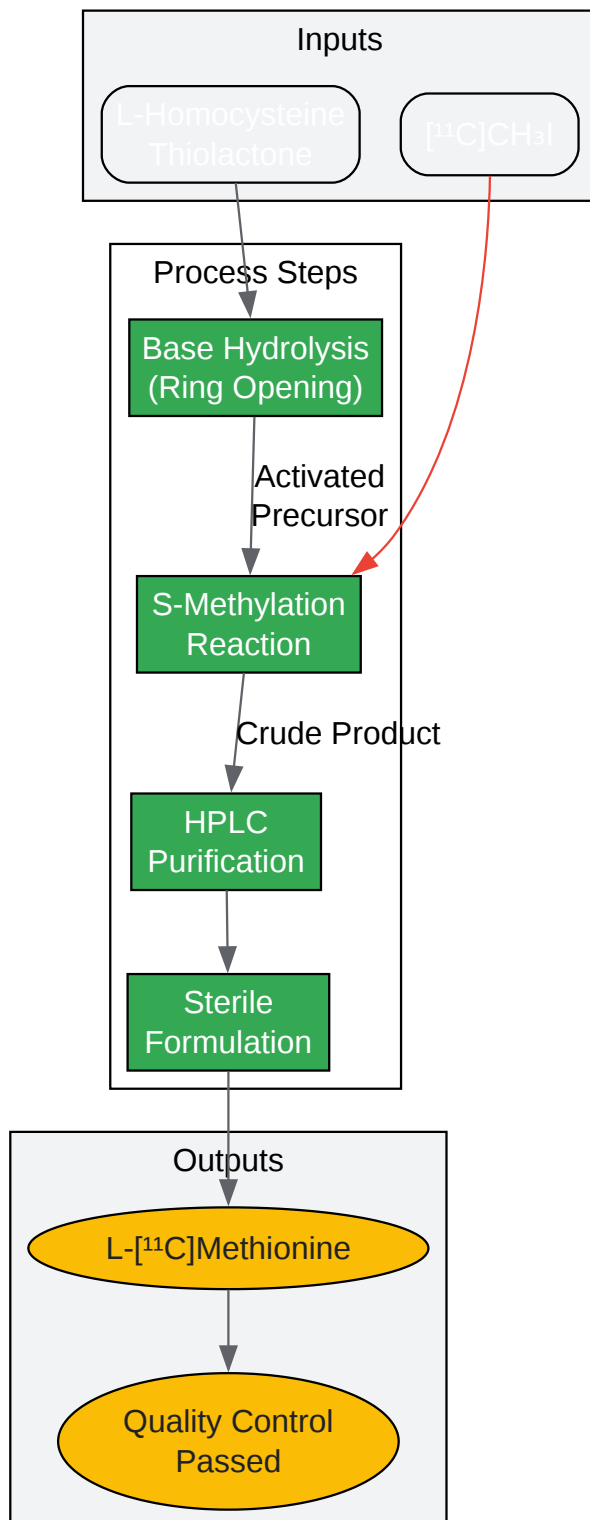 Inputs
L-Homocysteine
Thiolactone
[¹¹C]CH₃I
Process Steps
Base Hydrolysis
(Ring Opening)
Activated
Precursor
S-Methylation
Reaction
Crude Product
HPLC
Purification
Sterile
Formulation
Outputs
L-[¹¹C]Methionine
Quality Control
Passed